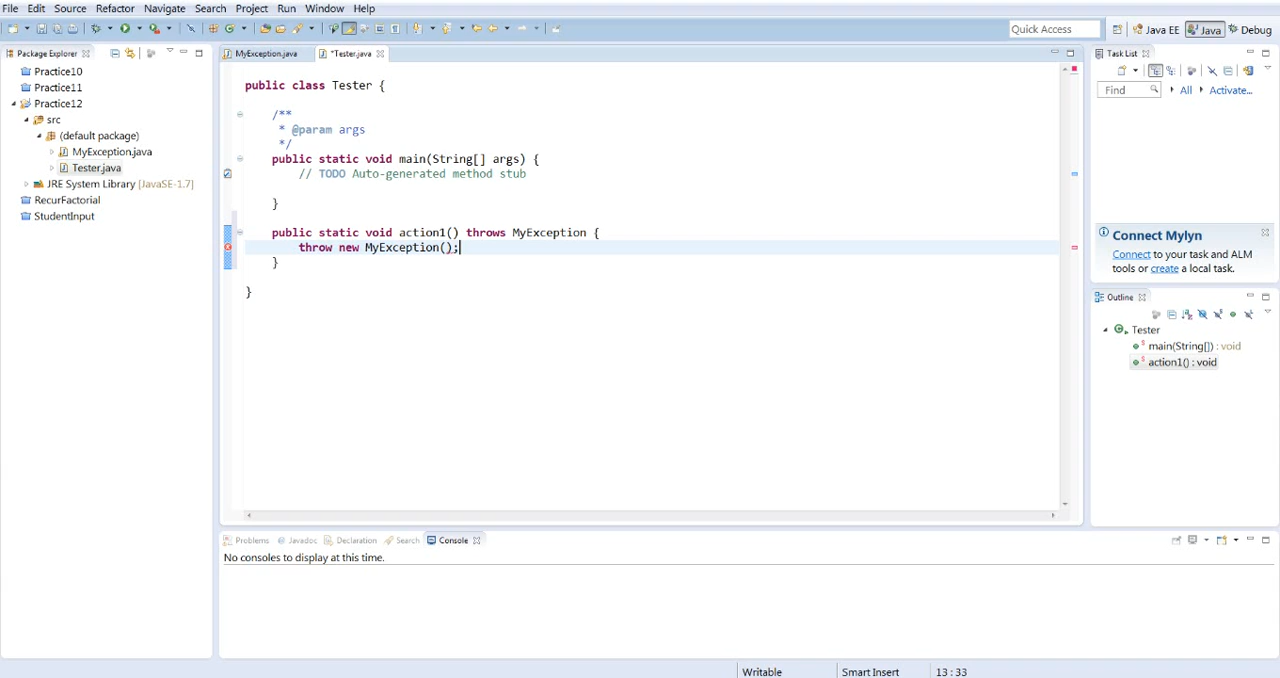 File Edit Source Refactor Navigate Search Project Run Window Help
Quick Access Java EE Java Debug
Package Explorer
Practice10
Practice11
Practice12
src
(default package)
MyException.java
Tester.java
JRE System Library [JavaSE-1.7]
RecurFactorial
StudentInput
MyException.java *Tester.java
public class Tester {
/**
* @param args
*/
public static void main(String[] args) {
// TODO Auto-generated method stub
}
public static void action1() throws MyException {
throw new MyException();
}
}
Task List
Find All Activate...
Connect Mylyn
Connect to your task and ALM
tools or create a local task.
Outline
Tester
main(String[]) : void
action1() : void
Problems Javadoc Declaration Search Console
No consoles to display at this time.
Writable Smart Insert 13 : 33